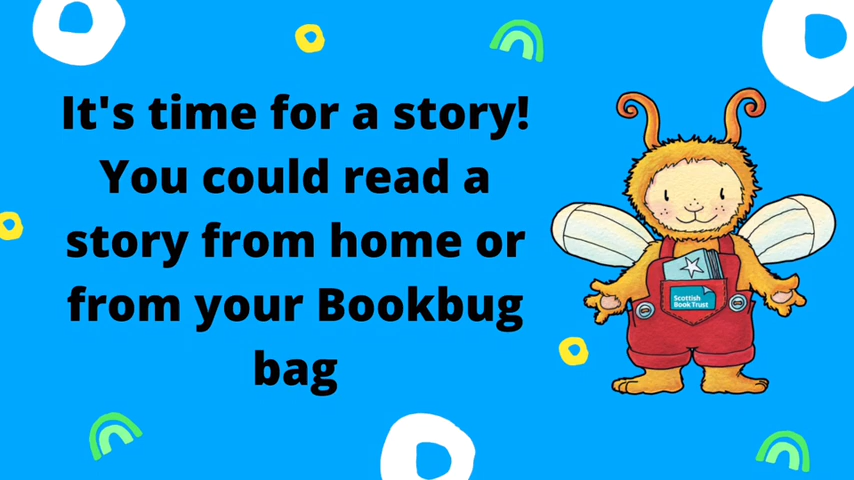 It's time for a story!
You could read a
story from home or
from your Bookbug
bag
Scottish
Book Trust